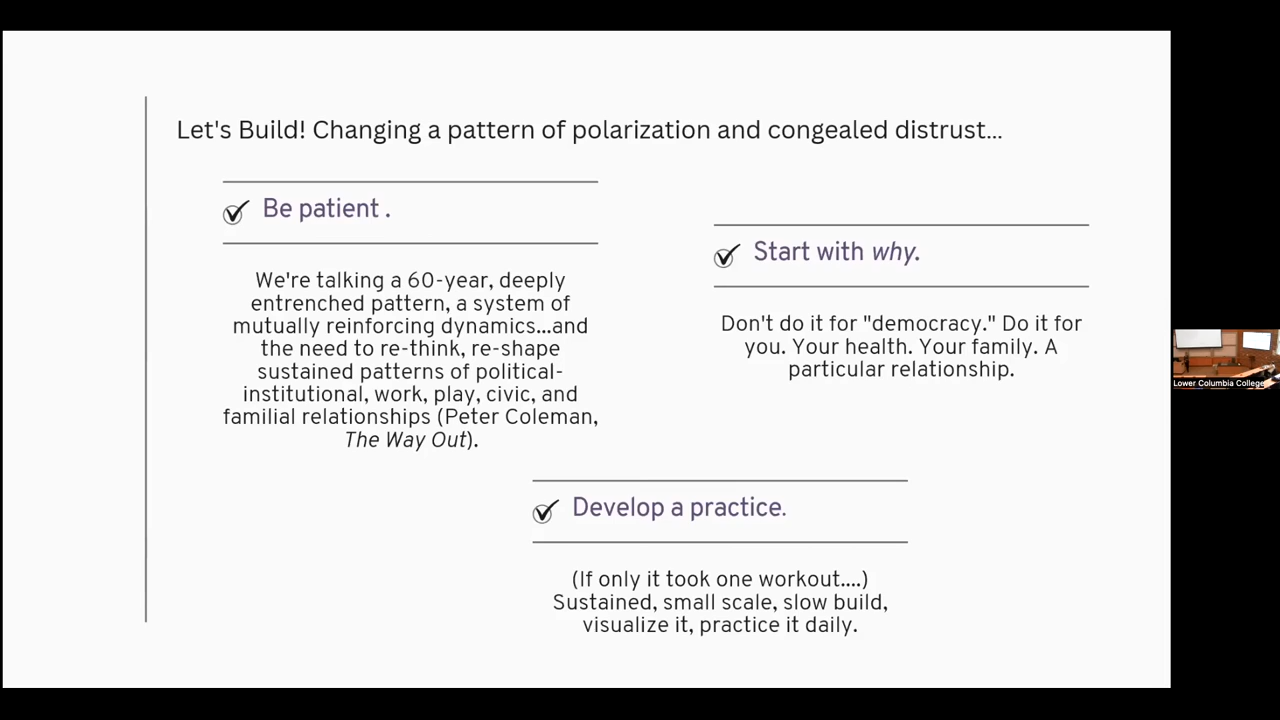 Let's Build! Changing a pattern of polarization and congealed distrust...
Be patient .
We're talking a 60-year, deeply
entrenched pattern, a system of
mutually reinforcing dynamics...and
the need to re-think, re-shape
sustained patterns of political-
institutional, work, play, civic, and
familial relationships (Peter Coleman,
The Way Out).
Start with why.
Don't do it for "democracy." Do it for
you. Your health. Your family. A
particular relationship.
Develop a practice.
(If only it took one workout....)
Sustained, small scale, slow build,
visualize it, practice it daily.
Lower Columbia College